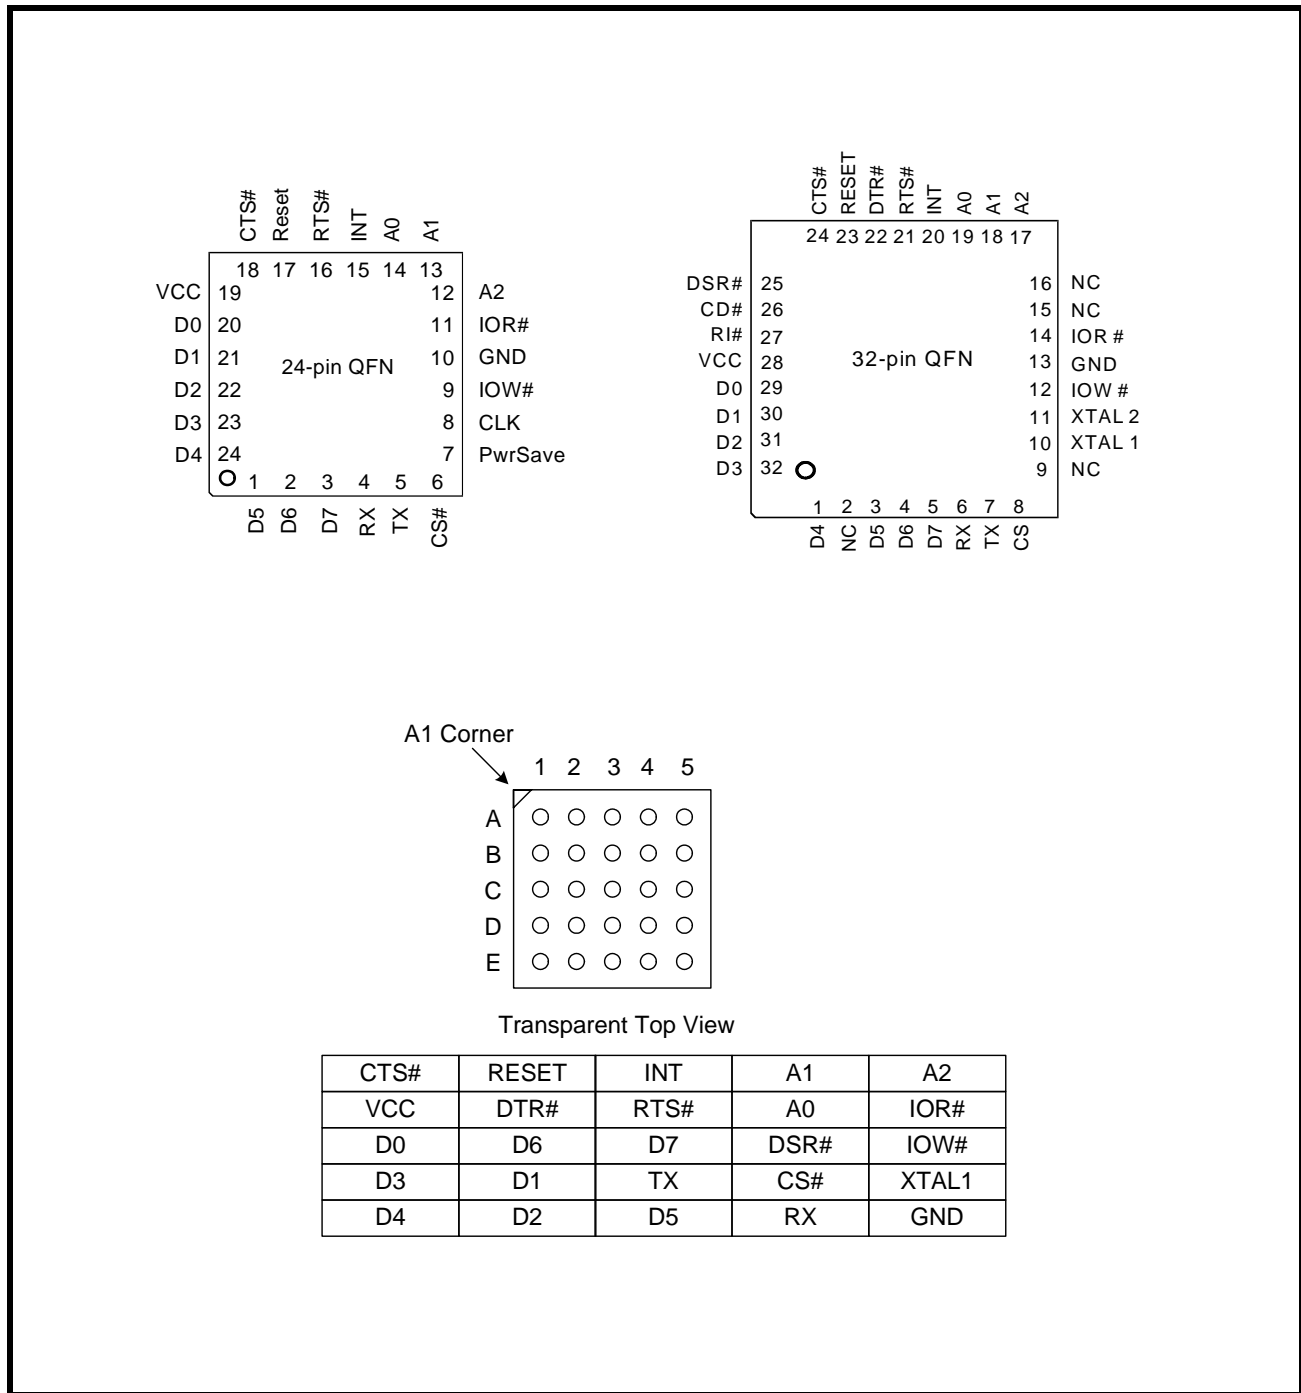 CTS# Reset RTS# INT A0 A1
18 17 16 15 14 13
VCC 19 12 A2
D0 20 11 IOR#
D1 21 24-pin QFN 10 GND
D2 22 9 IOW#
D3 23 8 CLK
D4 24 7 PwrSave
1 2 3 4 5 6
D5 D6 D7 RX TX CS#
CTS# RESET DTR# RTS# INT A0 A1 A2
24 23 22 21 20 19 18 17
DSR# 25 16 NC
CD# 26 15 NC
RI# 27 14 IOR#
VCC 28 32-pin QFN 13 GND
D0 29 12 IOW#
D1 30 11 XTAL2
D2 31 10 XTAL1
D3 32 9 NC
1 2 3 4 5 6 7 8
D4 NC D5 D6 D7 RX TX CS
A1 Corner
1 2 3 4 5
A
B
C
D
E
Transparent Top View
CTS# RESET INT A1 A2
VCC DTR# RTS# A0 IOR#
D0 D6 D7 DSR# IOW#
D3 D1 TX CS# XTAL1
D4 D2 D5 RX GND